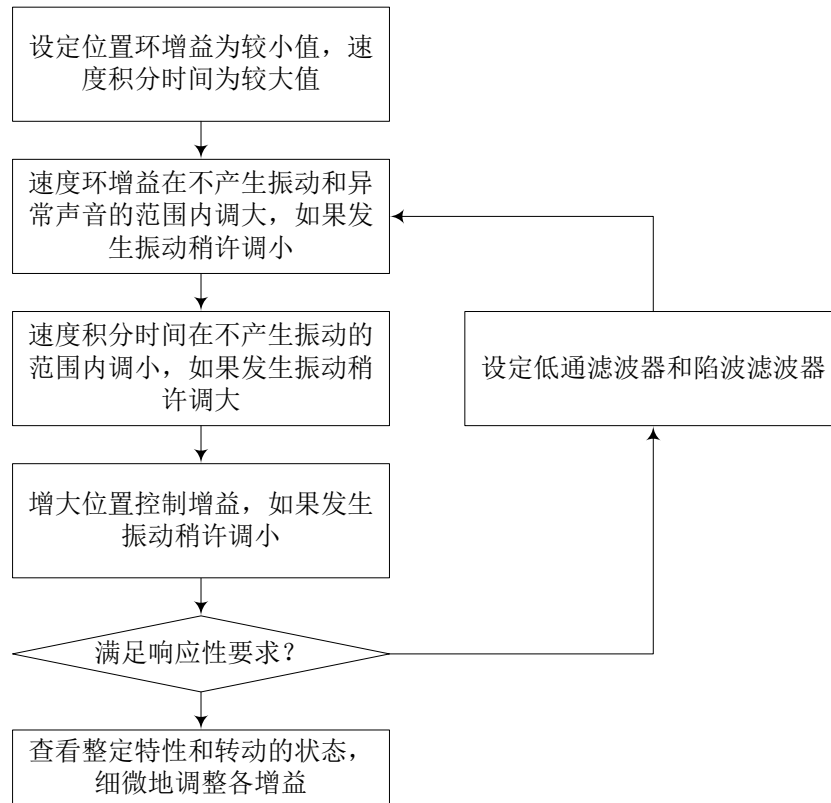 设定位置环增益为较小值，速
度积分时间为较大值
速度环增益在不产生振动和异
常声音的范围内调大，如果发
生振动稍许调小
速度积分时间在不产生振动的
范围内调小，如果发生振动稍
许调大
设定低通滤波器和陷波滤波器
增大位置控制增益，如果发生
振动稍许调小
满足响应性要求？
查看整定特性和转动的状态，
细微地调整各增益